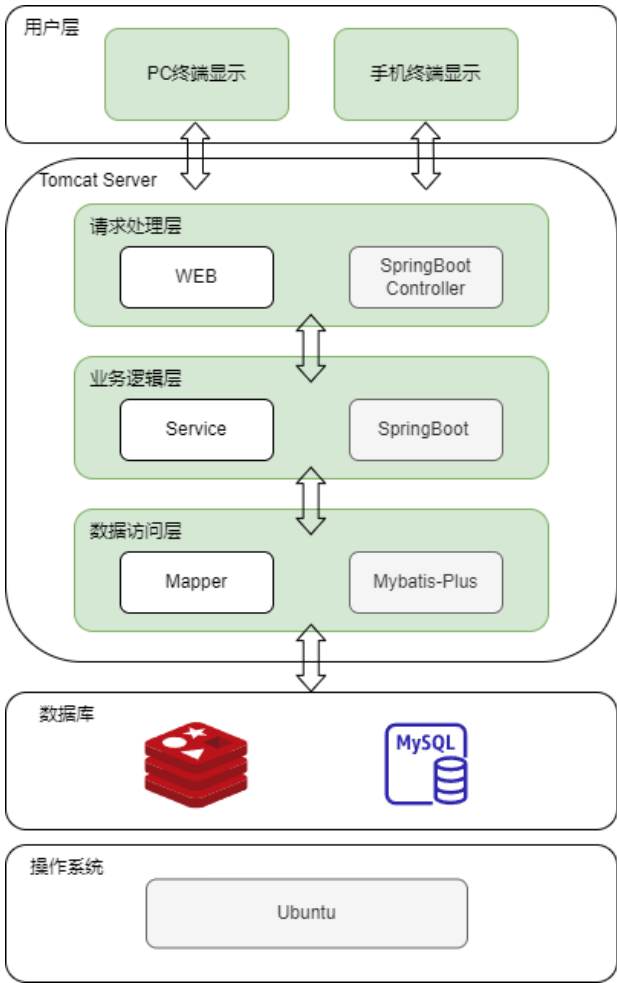 用户层
PC终端显示
手机终端显示
Tomcat Server
请求处理层
WEB
SpringBoot
Controller
业务逻辑层
Service
SpringBoot
数据访问层
Mapper
Mybatis-Plus
数据库
MySQL
操作系统
Ubuntu